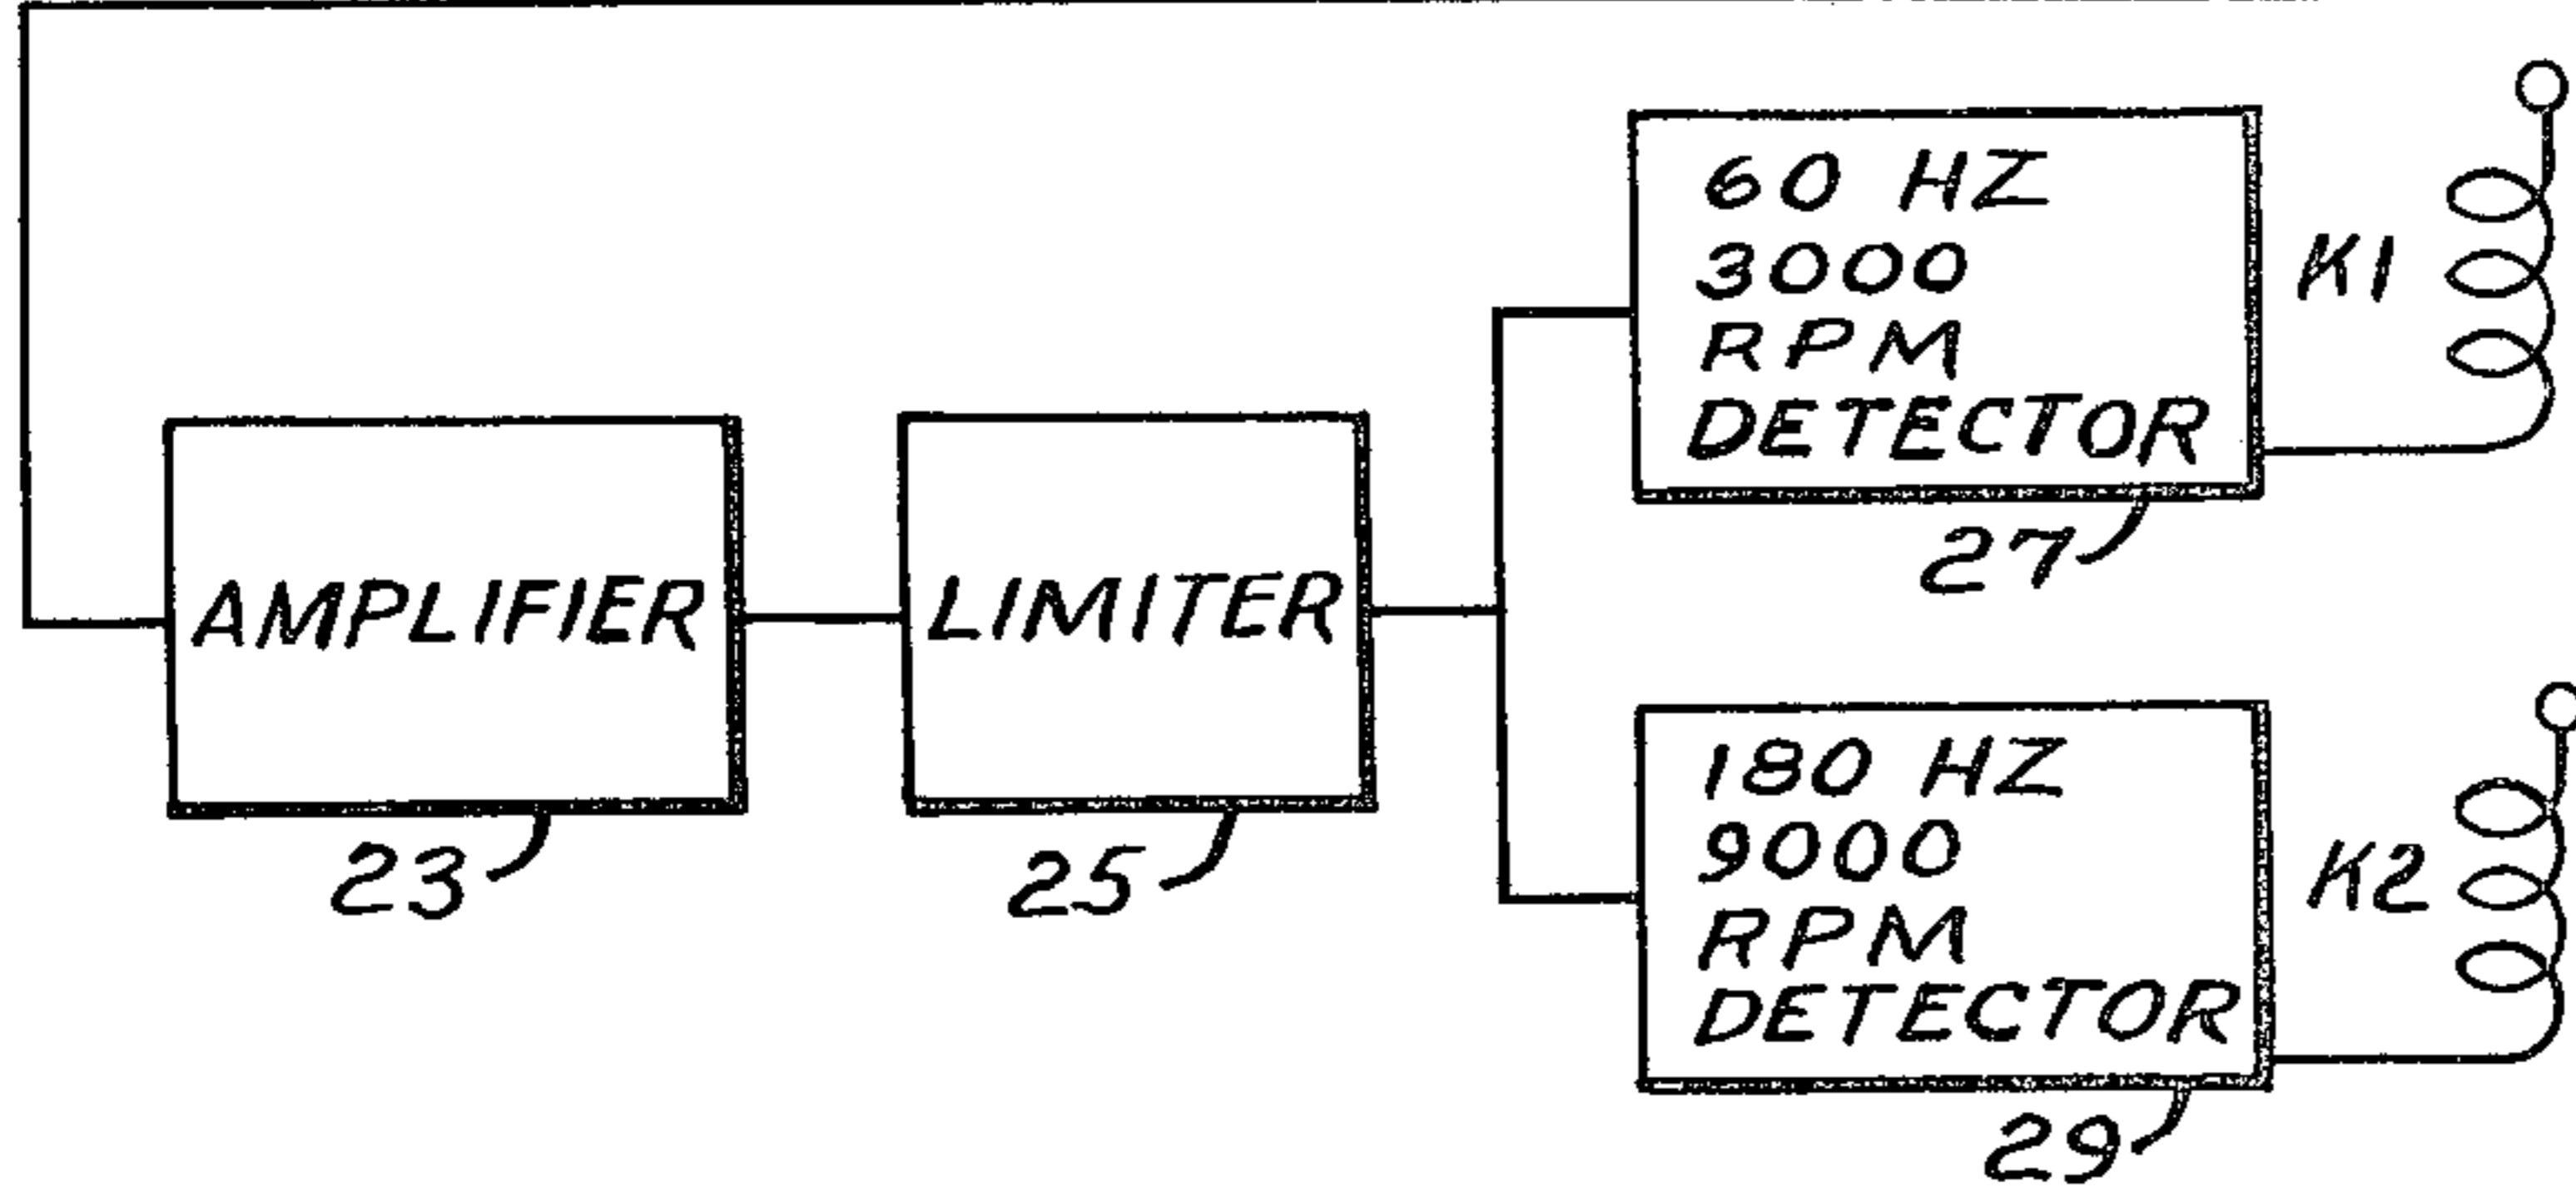 60 HZ
3000
RPM
DETECTOR
K1
27
AMPLIFIER
23
LIMITER
25
180 HZ
9000
RPM
DETECTOR
K2
29